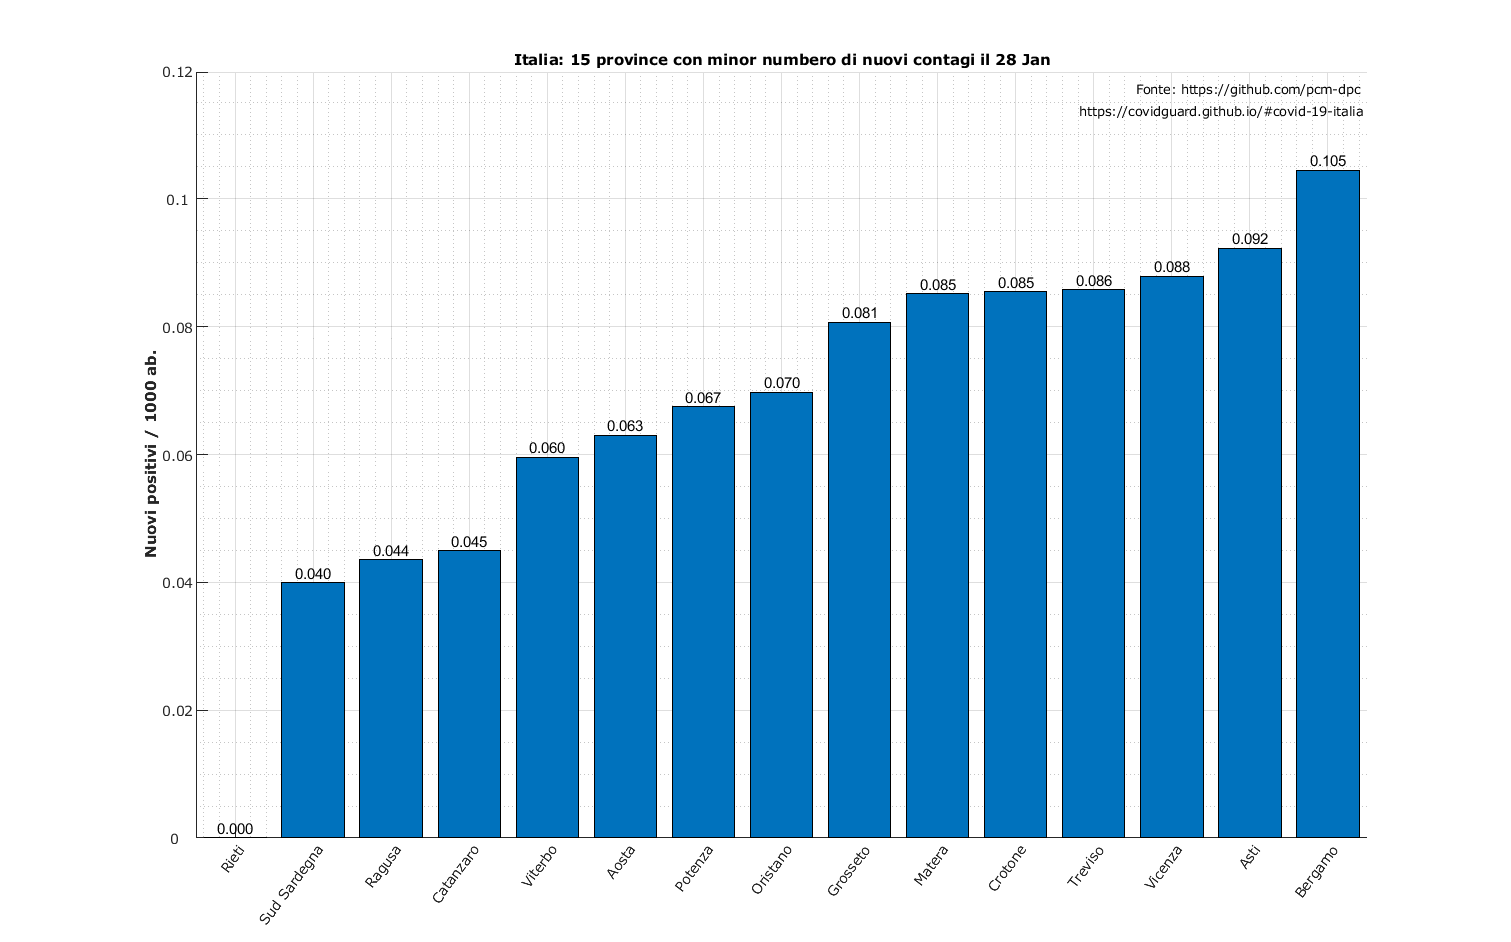 Italia: 15 province con minor numbero di nuovi contagi il 28 Jan
Fonte: https://github.com/pcm-dpc
https://covidguard.github.io/#covid-19-italia
Nuovi positivi / 1000 ab.
0.12
0.1
0.08
0.06
0.04
0.02
0
0.000
0.040
0.044
0.045
0.060
0.063
0.067
0.070
0.081
0.085
0.085
0.086
0.088
0.092
0.105
Rieti
Sud Sardegna
Ragusa
Catanzaro
Viterbo
Aosta
Potenza
Oristano
Grosseto
Matera
Crotone
Treviso
Vicenza
Asti
Bergamo